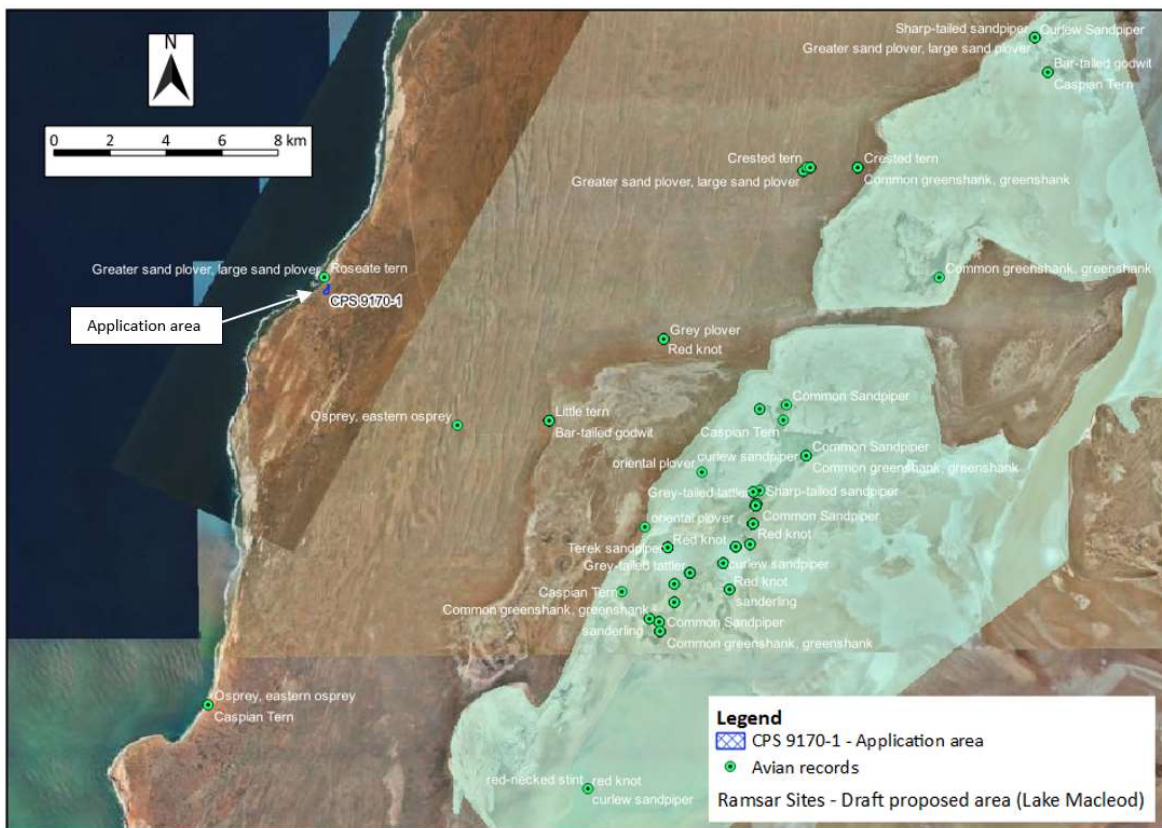 N
0 2 4 6 8 km
Sharp-tailed sandpiper Curlew Sandpiper
Greater sand plover, large sand plover
Bar-tailed godwit
Caspian Tern
Crested tern
Greater sand plover, large sand plover
Crested tern
Common greenshank, greenshank
Greater sand plover, large sand plover Roseate tern
CPS 9170-1
Application area
Common greenshank, greenshank
Grey plover
Red knot
Osprey, eastern osprey
Little tern
Bar-tailed godwit
Common Sandpiper
Caspian Tern
Common Sandpiper
curlew sandpiper
Common greenshank, greenshank
oriental plover
Grey-tailed tattler Sharp-tailed sandpiper
Common Sandpiper
oriental plover
Red knot
Terek sandpiper Red knot
curlew sandpiper
Grey-tailed tattler
Red knot
Caspian Tern
sanderling
Common greenshank, greenshank
Common Sandpiper
sanderling
Common greenshank, greenshank
Osprey, eastern osprey
Caspian Tern
red-necked stint red knot
curlew sandpiper
Legend
CPS 9170-1 - Application area
Avian records
Ramsar Sites - Draft proposed area (Lake Macleod)